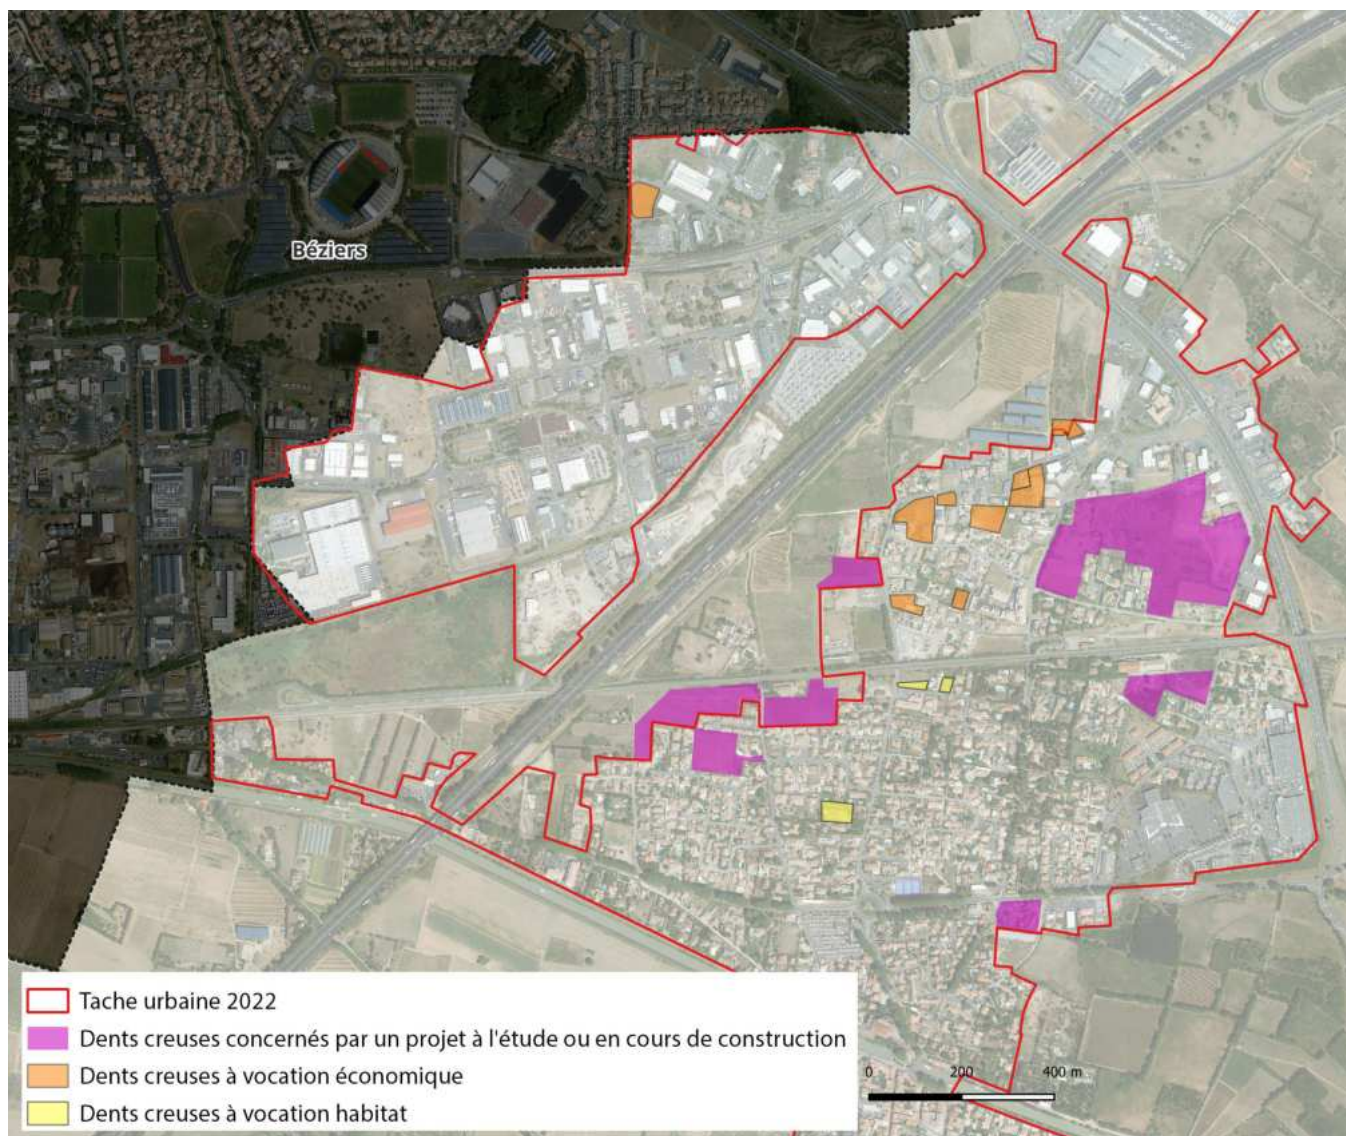 Béziers
Tache urbaine 2022
Dents creuses concernés par un projet à l'étude ou en cours de construction
Dents creuses à vocation économique
Dents creuses à vocation habitat
0 200 400 m